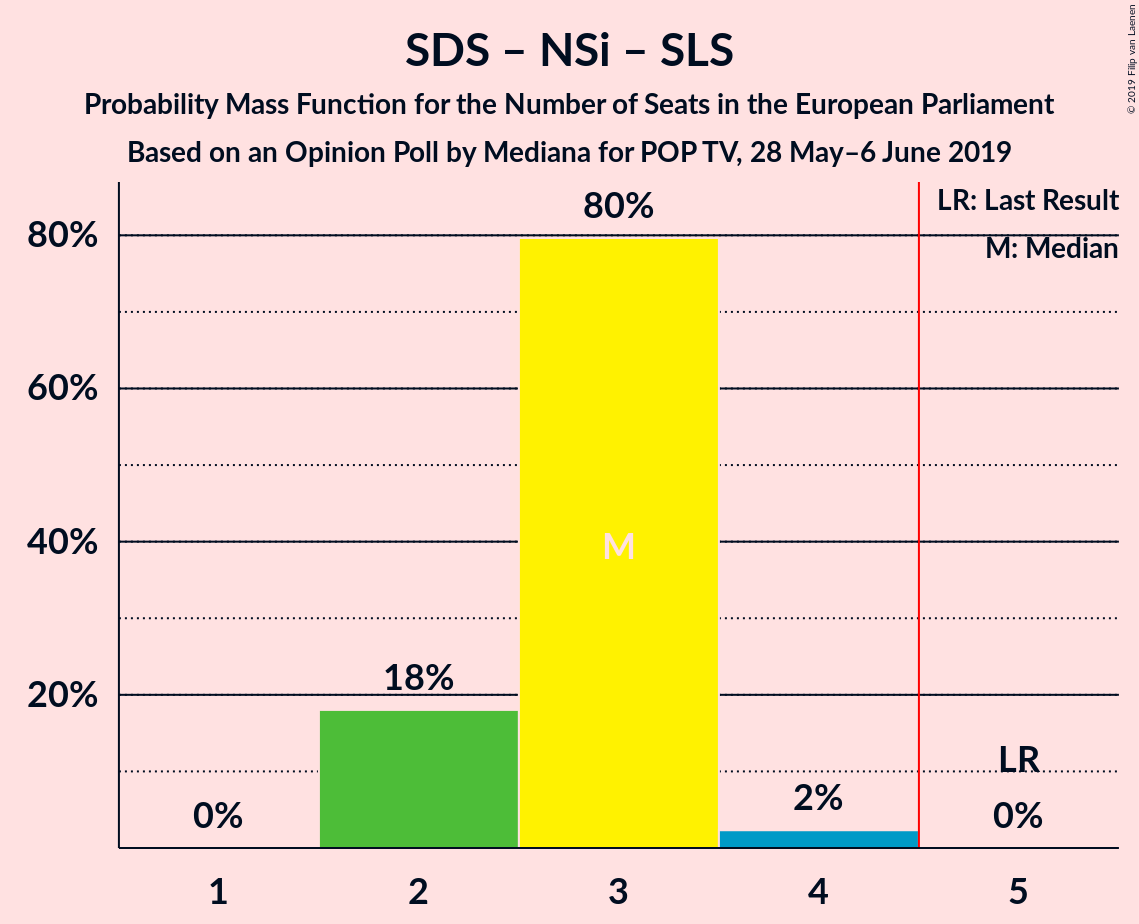 SDS – NSi – SLS
Probability Mass Function for the Number of Seats in the European Parliament
Based on an Opinion Poll by Mediana for POP TV, 28 May–6 June 2019
© 2019 Filip van Laenen
LR: Last Result
M: Median
80%
60%
40%
20%
0%
18%
80%
M
2%
LR
0%
1
2
3
4
5